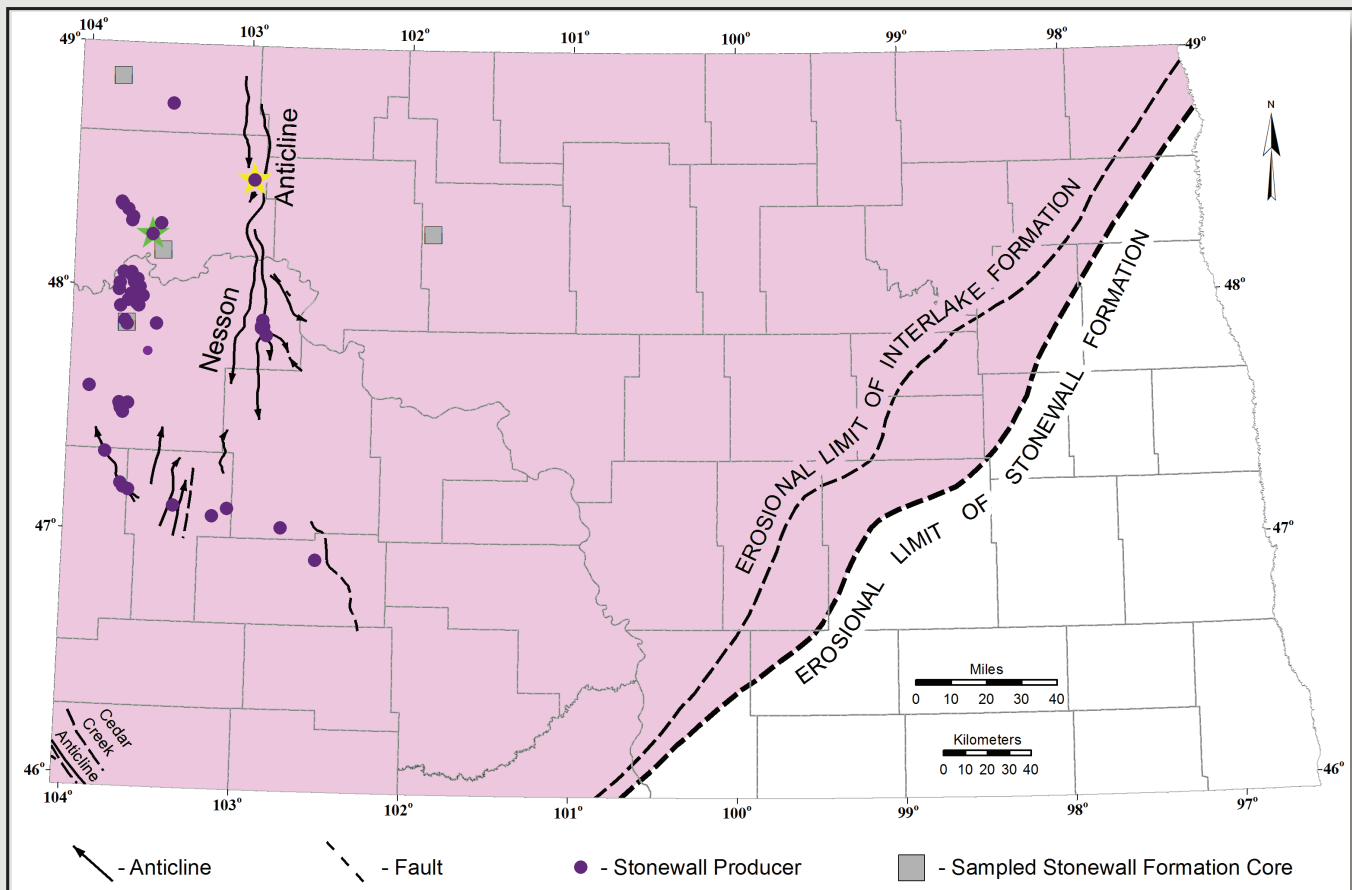 104°
103°
102°
101°
100°
99°
98°
49°
49°
N
Anticline
Nesson
48°
48°
EROSIONAL LIMIT OF INTERLAKE FORMATION
EROSIONAL LIMIT OF STONEWALL FORMATION
47°
47°
Cedar
Creek
Anticline
Miles
0 10 20 30 40
Kilometers
0 10 20 30 40
46°
46°
104°
103°
102°
101°
100°
99°
98°
97°
- Anticline
- Fault
- Stonewall Producer
- Sampled Stonewall Formation Core